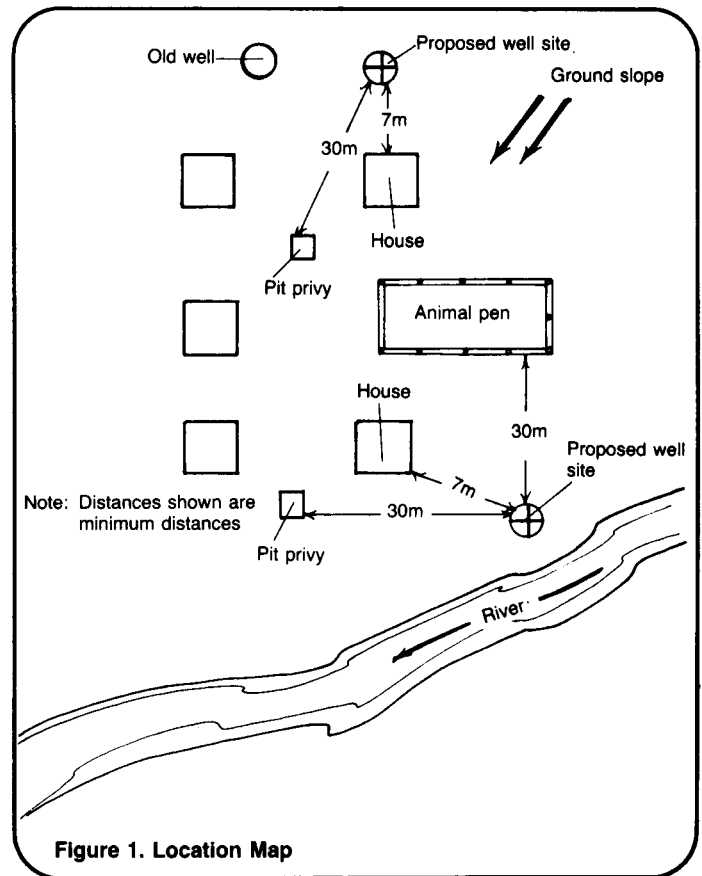 Old well
Proposed well site
Ground slope
7m
30m
House
Pit privy
Animal pen
House
30m
Proposed well
site
7m
Note: Distances shown are
minimum distances
30m
Pit privy
River
Figure 1. Location Map